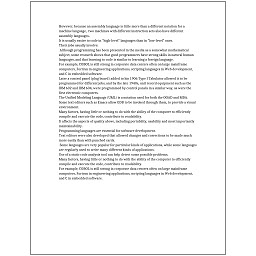 However, because an assembly language is little more than a different notation for a
machine language, two machines with different instruction sets also have different
assembly languages.
It is usually easier to code in "high-level" languages than in "low-level" ones.
Their jobs usually involve:
Although programming has been presented in the media as a somewhat mathematical
subject, some research shows that good programmers have strong skills in natural human
languages, and that learning to code is similar to learning a foreign language.
For example, COBOL is still strong in corporate data centers often on large mainframe
computers, Fortran in engineering applications, scripting languages in Web development,
and C in embedded software.
Later a control panel (plug board) added to his 1906 Type I Tabulator allowed it to be
programmed for different jobs, and by the late 1940s, unit record equipment such as the
IBM 602 and IBM 604, were programmed by control panels in a similar way, as were the
first electronic computers.
The Unified Modeling Language (UML) is a notation used for both the OOAD and MDA.
Some text editors such as Emacs allow GDB to be invoked through them, to provide a visual
environment.
Many factors, having little or nothing to do with the ability of the computer to efficiently
compile and execute the code, contribute to readability.
It affects the aspects of quality above, including portability, usability and most importantly
maintainability.
Programming languages are essential for software development.
Text editors were also developed that allowed changes and corrections to be made much
more easily than with punched cards.
Some languages are very popular for particular kinds of applications, while some languages
are regularly used to write many different kinds of applications.
Use of a static code analysis tool can help detect some possible problems.
Many factors, having little or nothing to do with the ability of the computer to efficiently
compile and execute the code, contribute to readability.
For example, COBOL is still strong in corporate data centers often on large mainframe
computers, Fortran in engineering applications, scripting languages in Web development,
and C in embedded software.